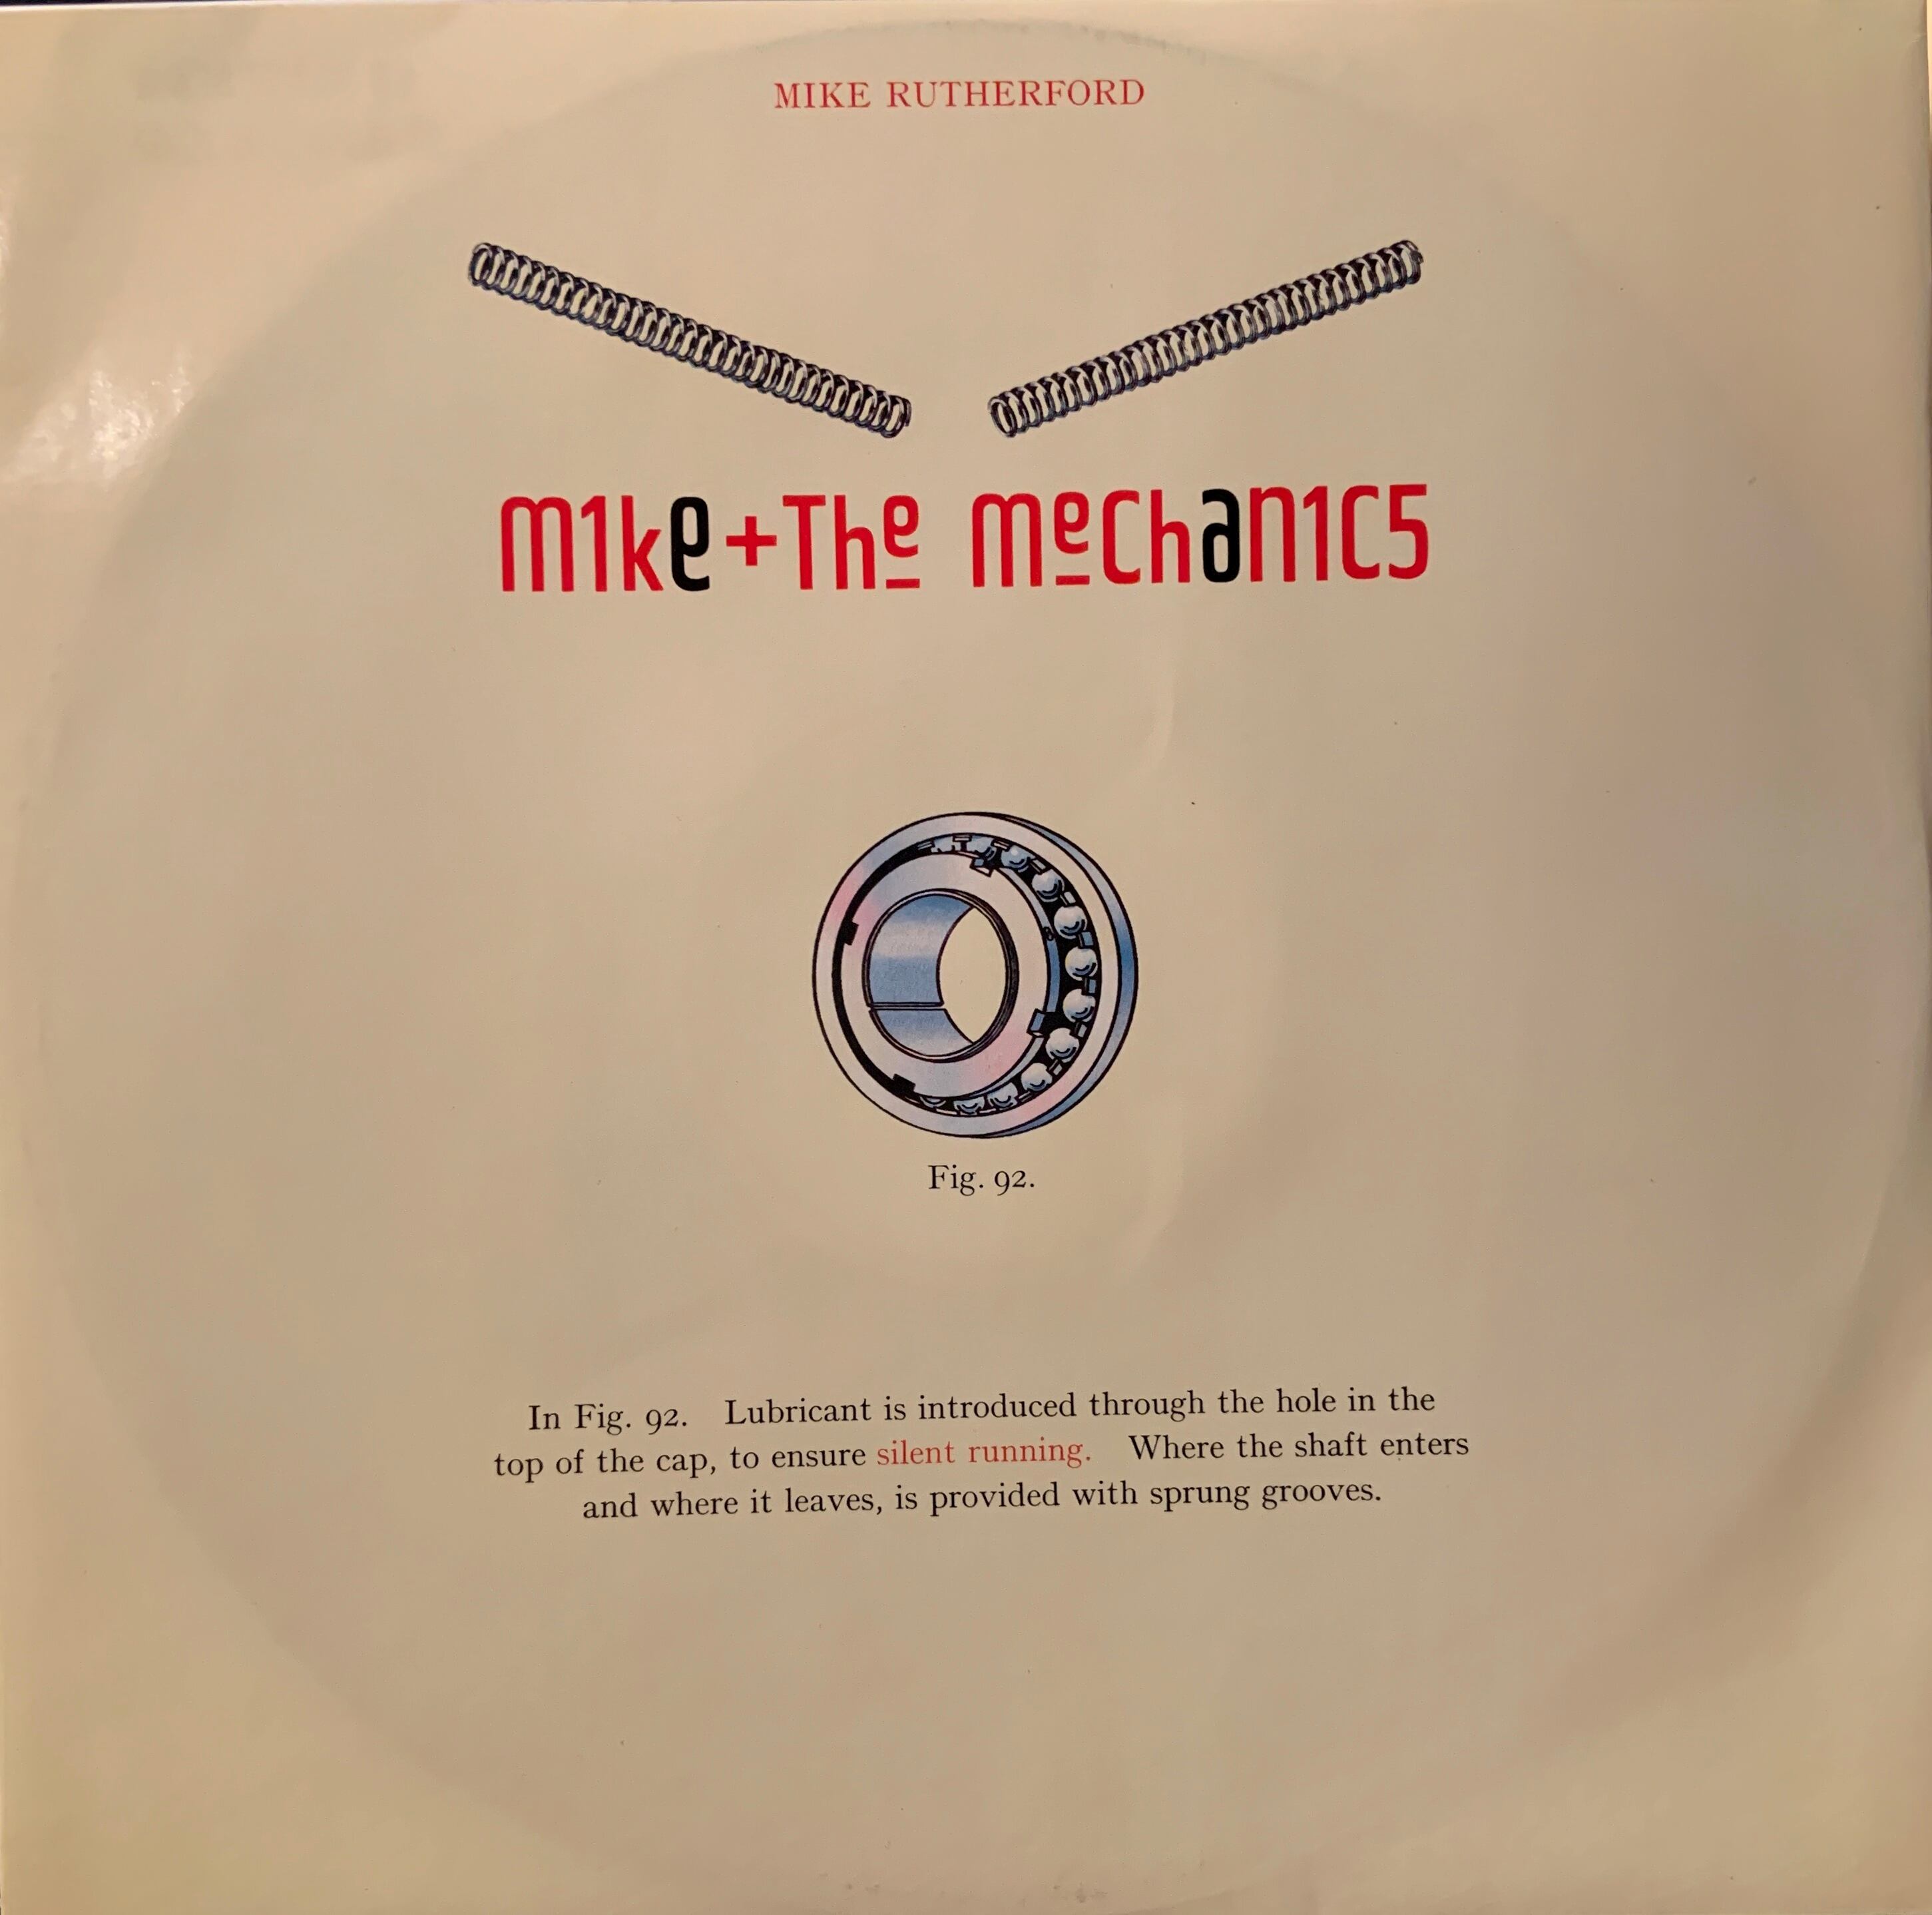 MIKE RUTHERFORD
m1ke+The meChan1C5
Fig. 92.
In Fig. 92. Lubricant is introduced through the hole in the
top of the cap, to ensure silent running. Where the shaft enters
and where it leaves, is provided with sprung grooves.